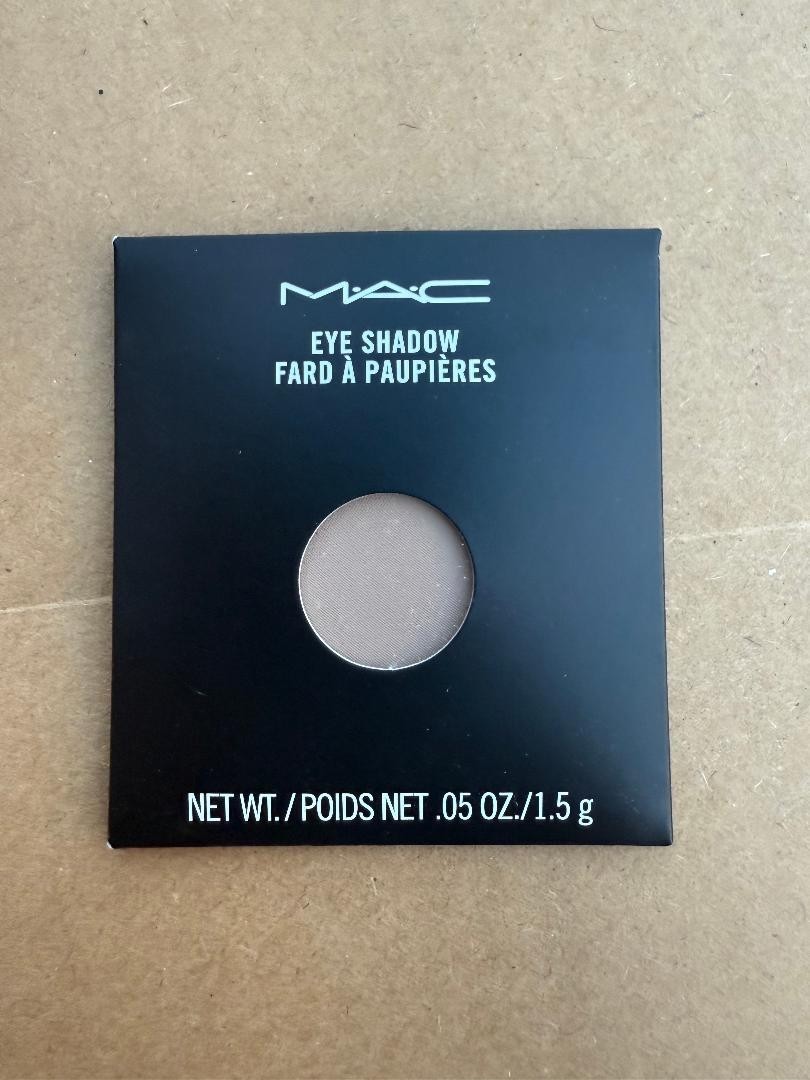 M·A·C
EYE SHADOW
FARD À PAUPIÈRES
NET WT. / POIDS NET .05 OZ./1.5 g